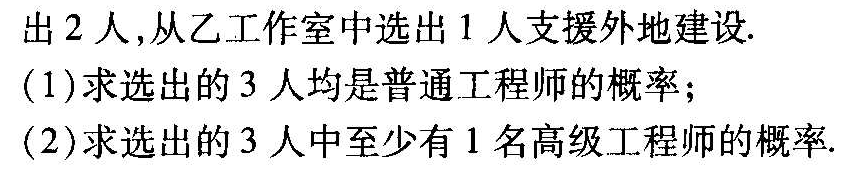 出 2 人,从乙工作室中选出 1 人支援外地建设.
(1)求选出的 3 人均是普通工程师的概率;
(2)求选出的 3 人中至少有 1 名高级工程师的概率.